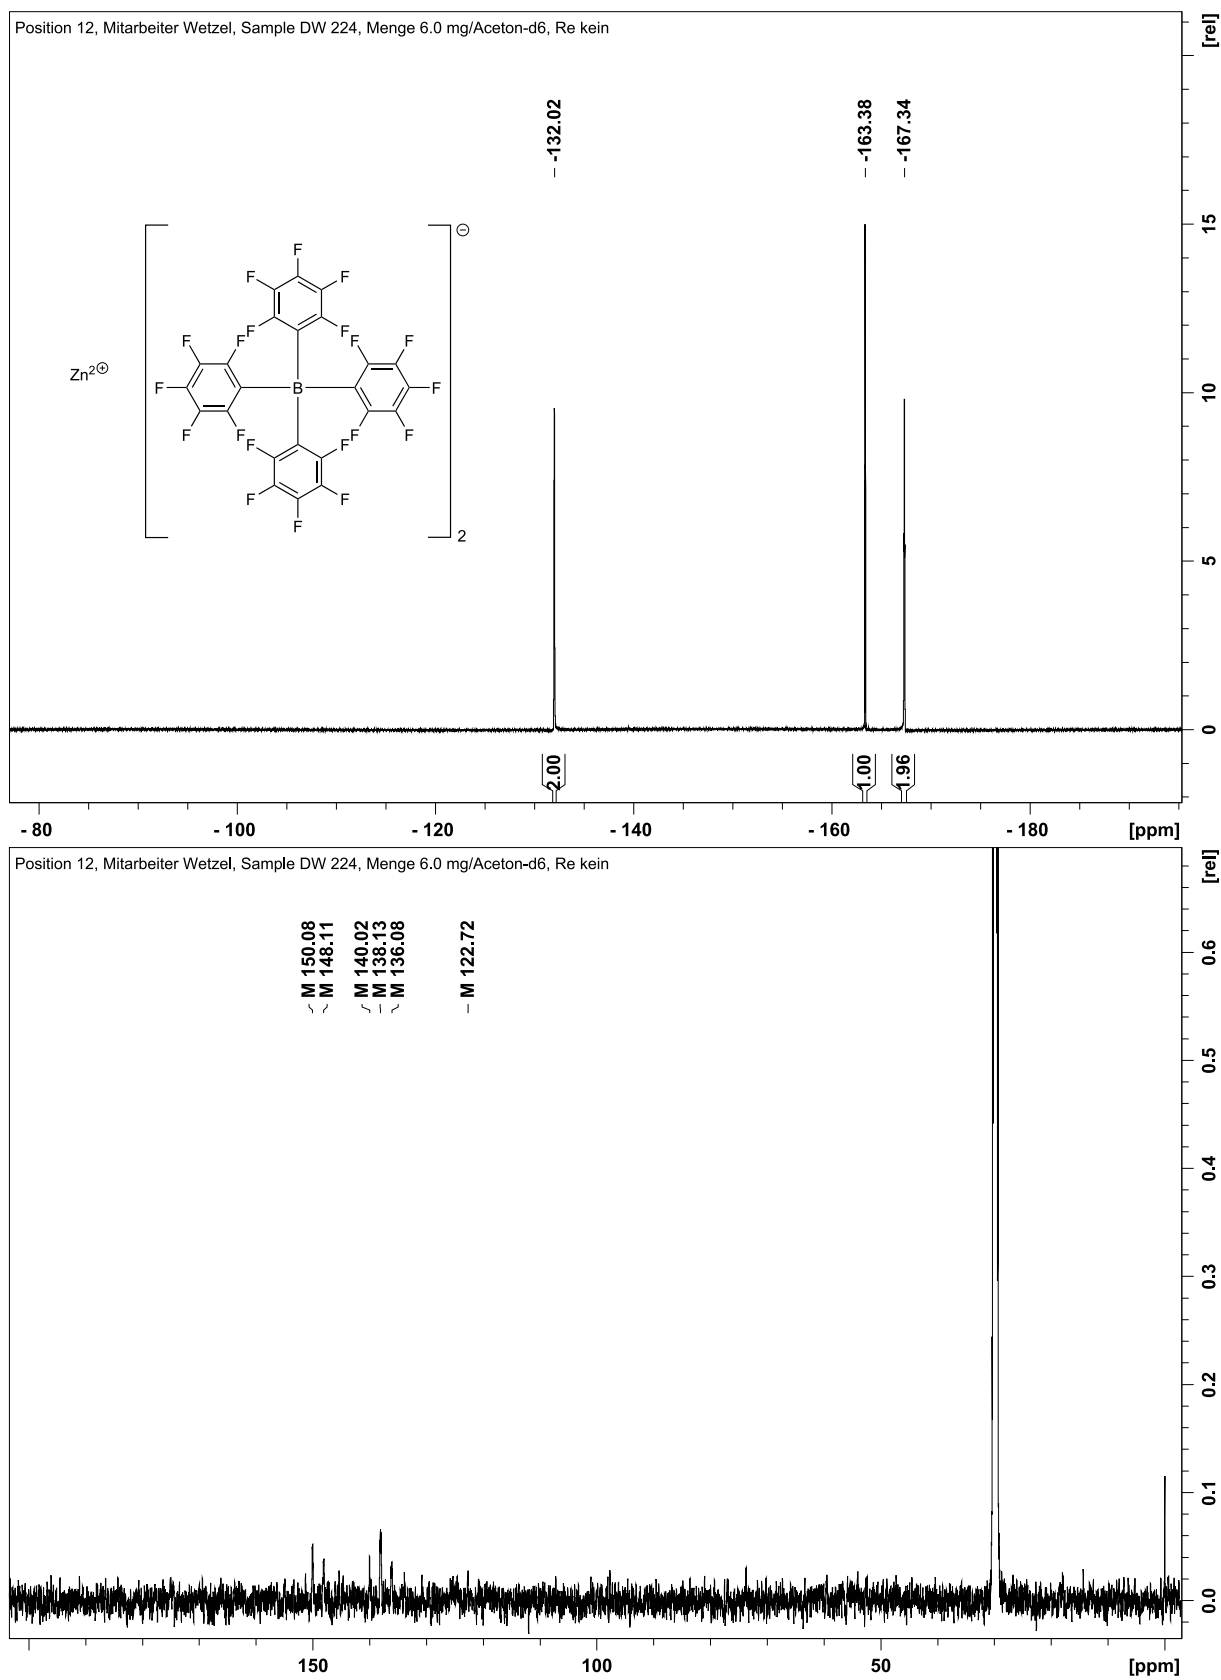 Position 12, Mitarbeiter Wetzel, Sample DW 224, Menge 6.0 mg/Aceton-d6, Re kein
[rel]
-132.02
-163.38
-167.34
15
10
5
0
⊖
F
F F
F F
F F F F
Zn2⊕
F B F
F F F F
F F
F F
F
2
2.00
1.00
1.96
- 80 - 100 - 120 - 140 - 160 - 180 [ppm]
Position 12, Mitarbeiter Wetzel, Sample DW 224, Menge 6.0 mg/Aceton-d6, Re kein
[rel]
M 150.08
M 148.11
M 140.02
M 138.13
M 136.08
M 122.72
0.6
0.5
0.4
0.3
0.2
0.1
0.0
150 100 50 [ppm]